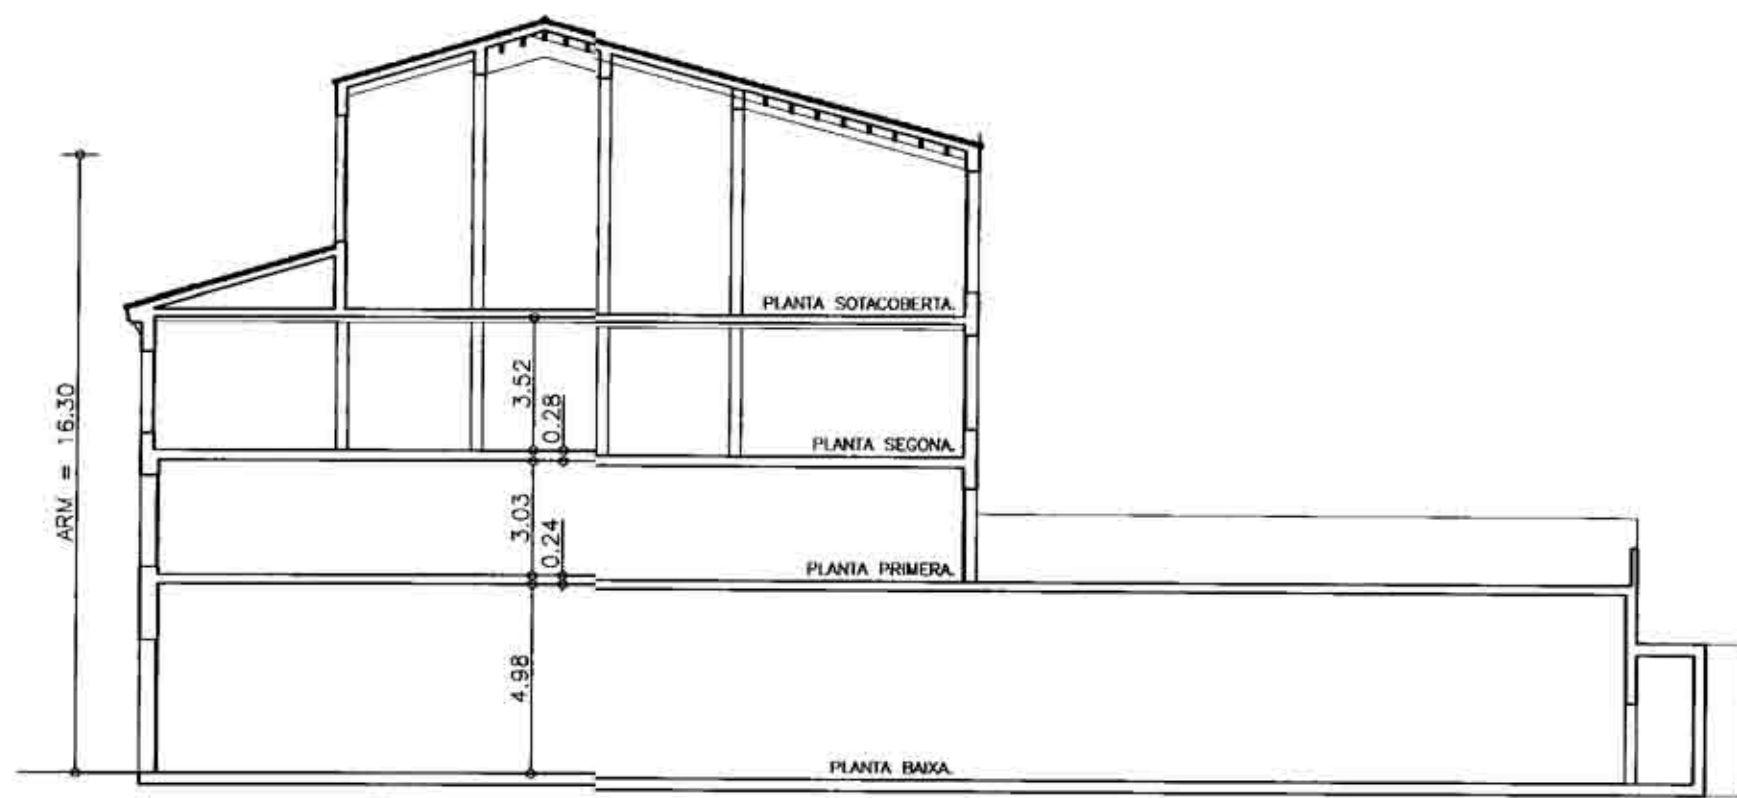 PLANTA SOTACOBERTA.
3.52
0.28
ARM = 16.30
PLANTA SEGONA.
3.03
0.24
PLANTA PRIMERA.
4.98
PLANTA BAIXA.